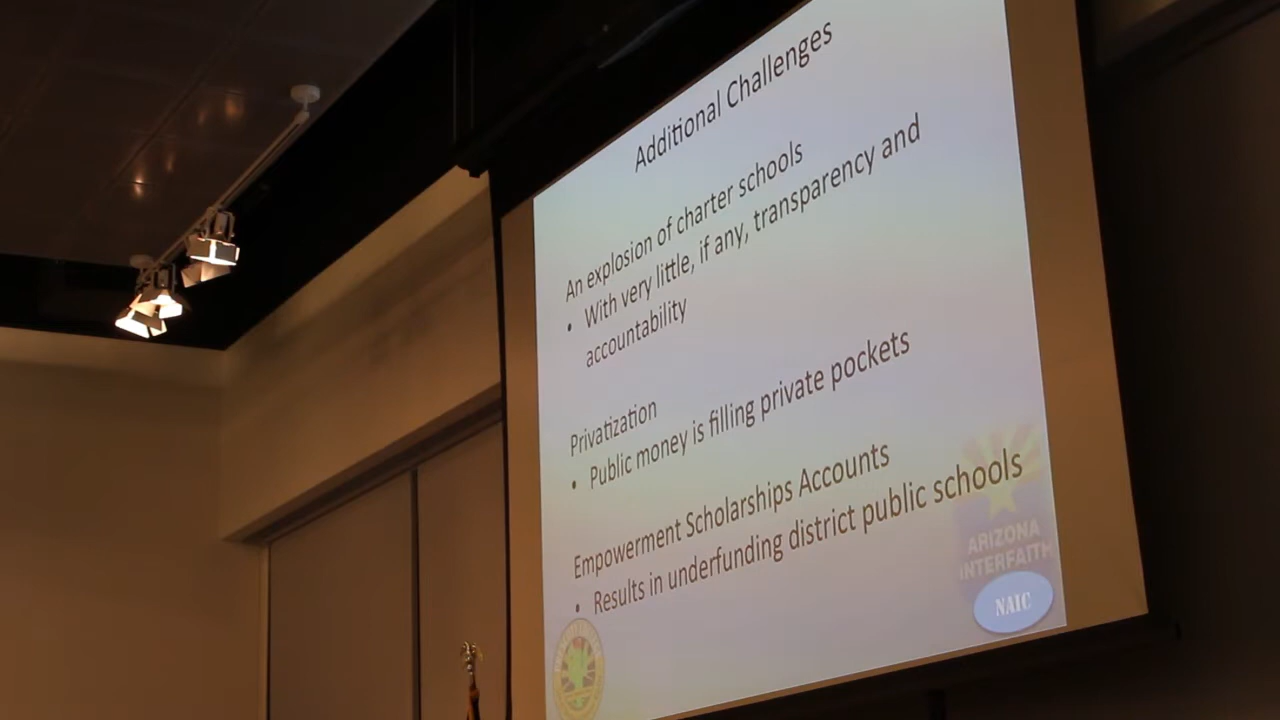 Additional Challenges
An explosion of charter schools
• With very little, if any, transparency and
accountability
Privatization
• Public money is filling private pockets
Empowerment Scholarships Accounts
• Results in underfunding district public schools
ARIZONA
INTERFAITH
NAIC